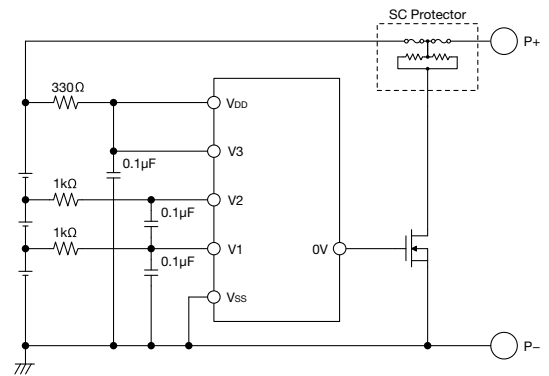 SC Protector
P+
330Ω
VDD
V3
0.1µF
1kΩ
V2
0.1µF
1kΩ
V1
0V
0.1µF
VSS
P−